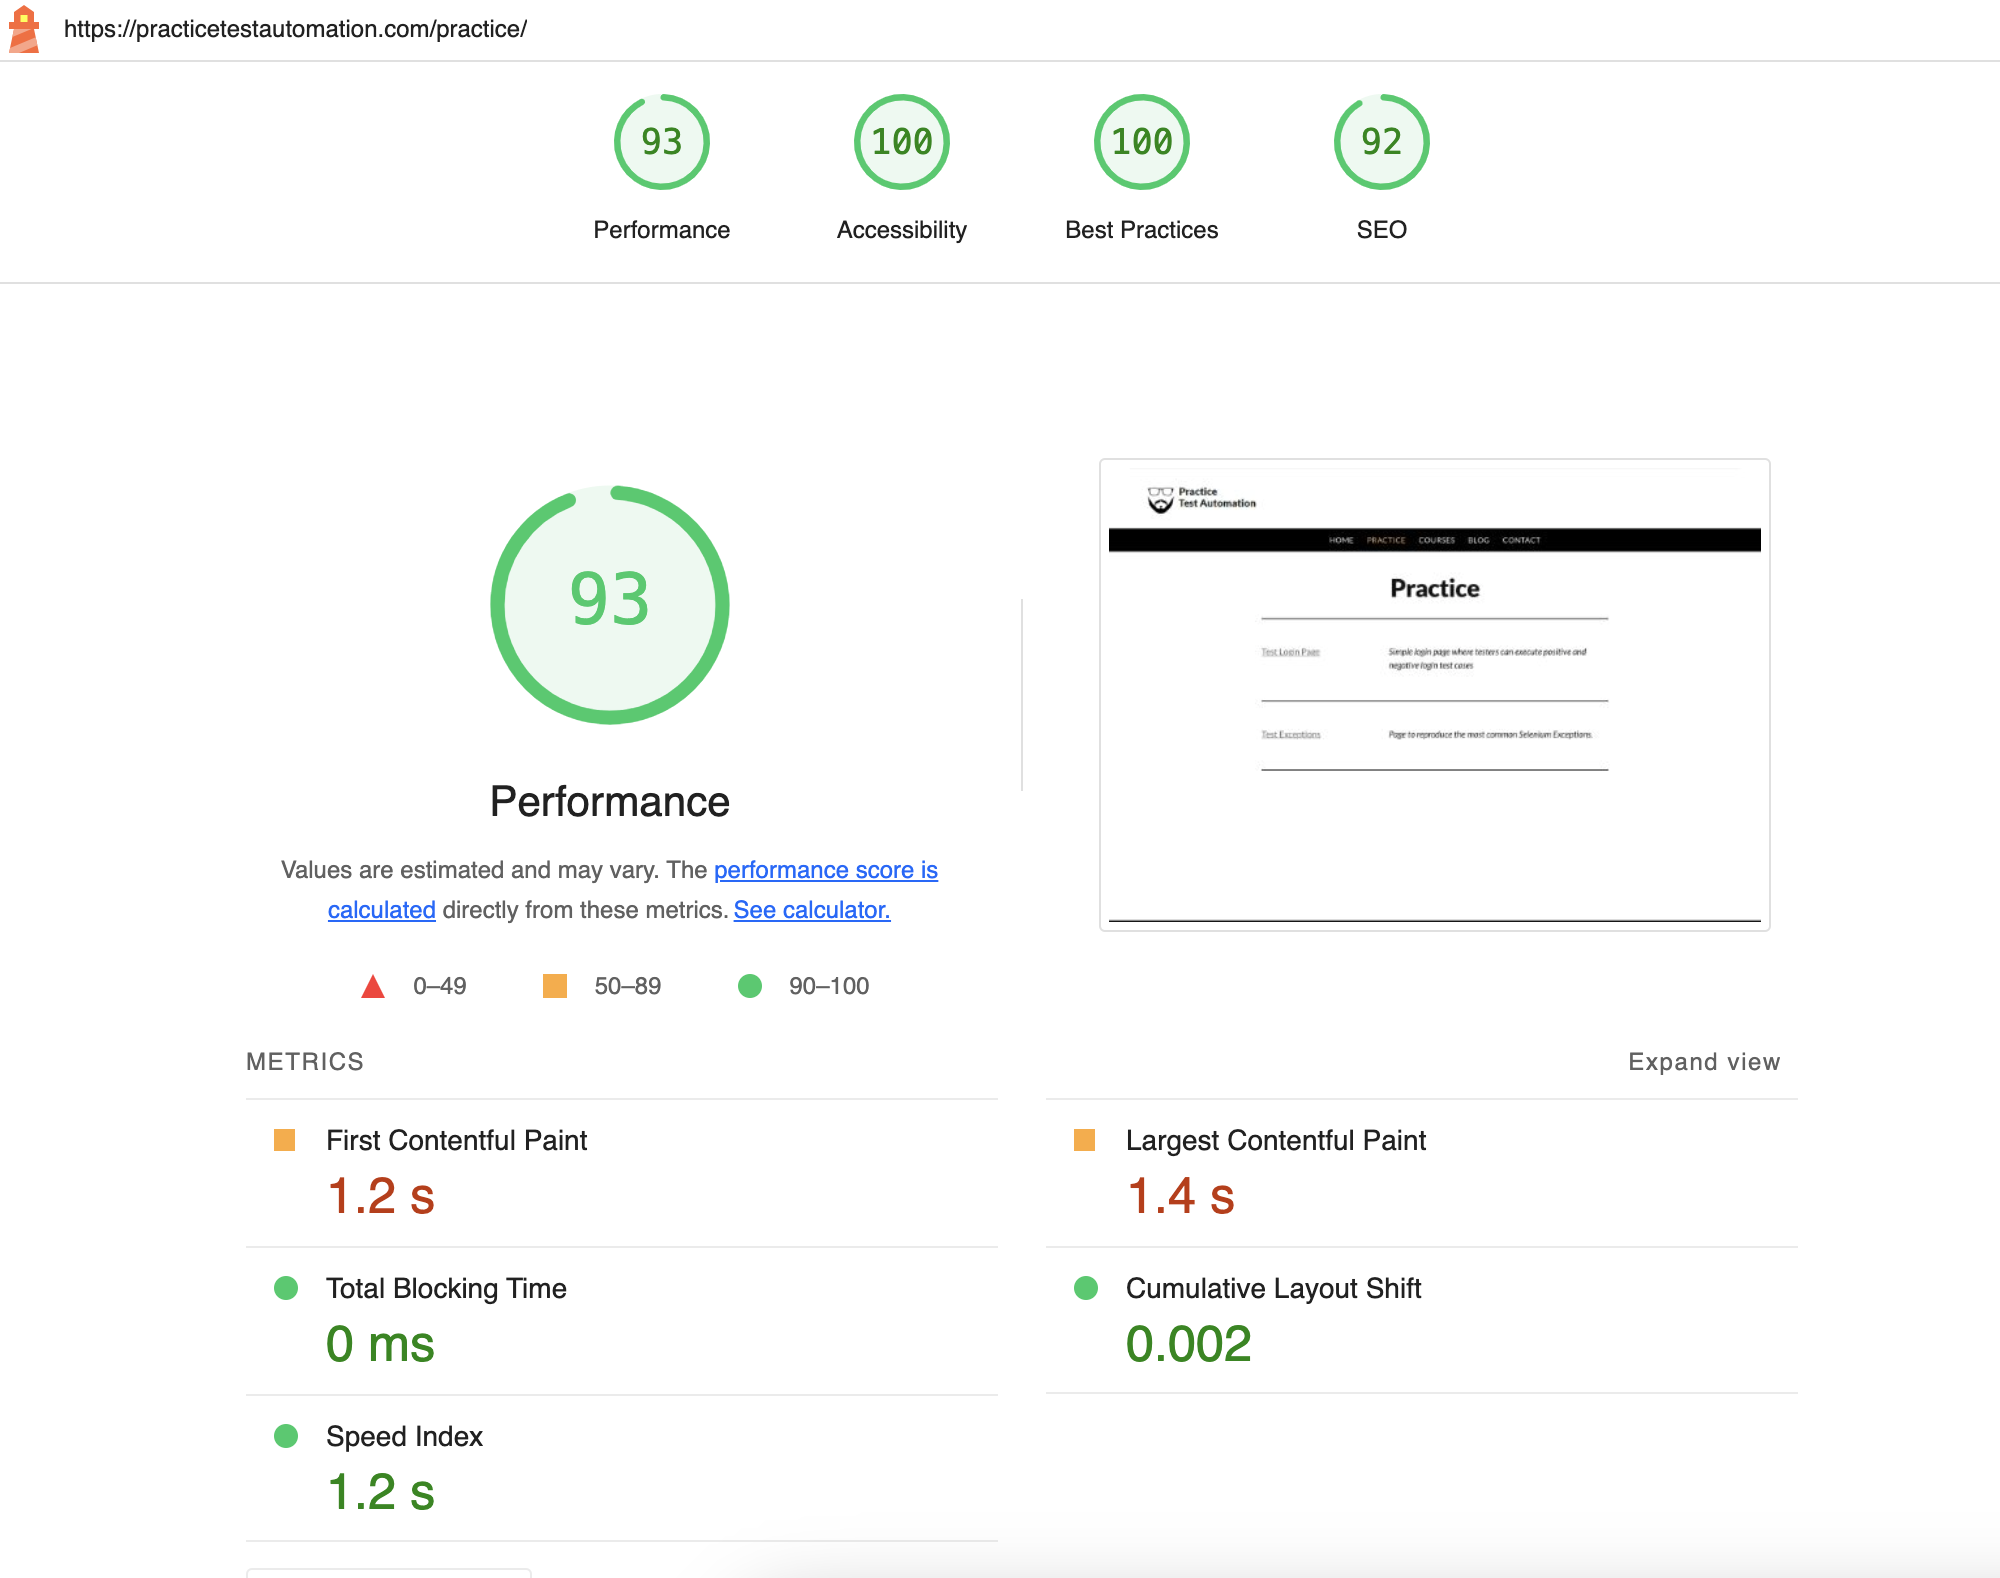 https://practicetestautomation.com/practice/
93
100
100
92
Performance
Accessibility
Best Practices
SEO
93
Performance
Values are estimated and may vary. The performance score is
calculated directly from these metrics. See calculator.
0–49
50–89
90–100
Practice
Test Automation
HOME PRACTICE COURSES BLOG CONTACT
Practice
Test Login Page
Simple login page where testers can execute positive and
negative login test cases
Test Exceptions
Page to reproduce the most common Selenium Exceptions.
METRICS
Expand view
First Contentful Paint
1.2 s
Largest Contentful Paint
1.4 s
Total Blocking Time
0 ms
Cumulative Layout Shift
0.002
Speed Index
1.2 s